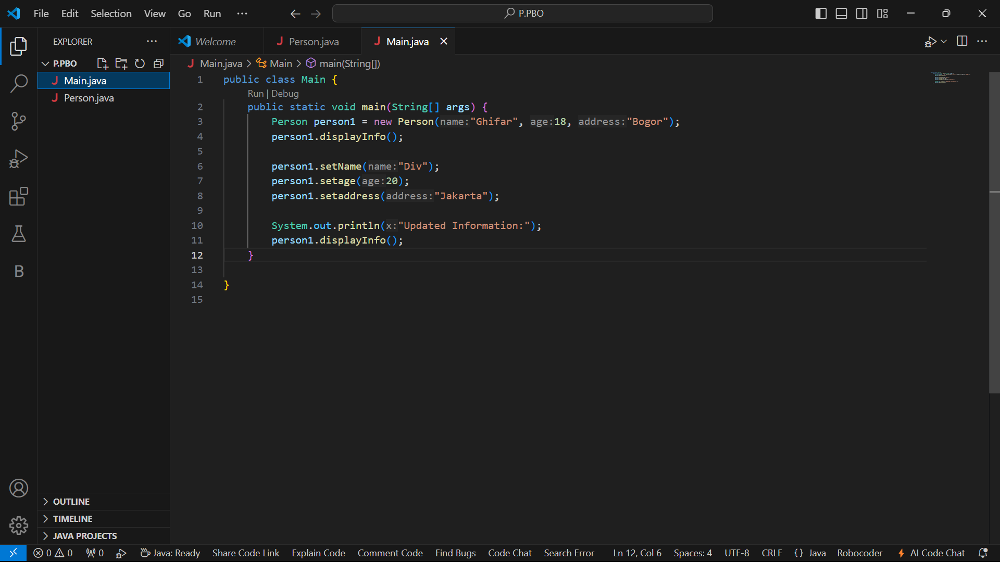 File Edit Selection View Go Run ··· P.PBO
EXPLORER ···
Welcome Person.java Main.java
P.PBO
Main.java > Main > main(String[])
Main.java
Person.java
1 public class Main {
Run | Debug
2 public static void main(String[] args) {
3 Person person1 = new Person(name:"Ghifar", age:18, address:"Bogor");
4 person1.displayInfo();
5
6 person1.setName(name:"Div");
7 person1.setage(age:20);
8 person1.setaddress(address:"Jakarta");
9
10 System.out.println(x:"Updated Information:");
11 person1.displayInfo();
12 }
13
14 }
15
B
OUTLINE
TIMELINE
JAVA PROJECTS
0 0 0 Java: Ready Share Code Link Explain Code Comment Code Find Bugs Code Chat Search Error Ln 12, Col 6 Spaces: 4 UTF-8 CRLF {} Java Robocoder AI Code Chat